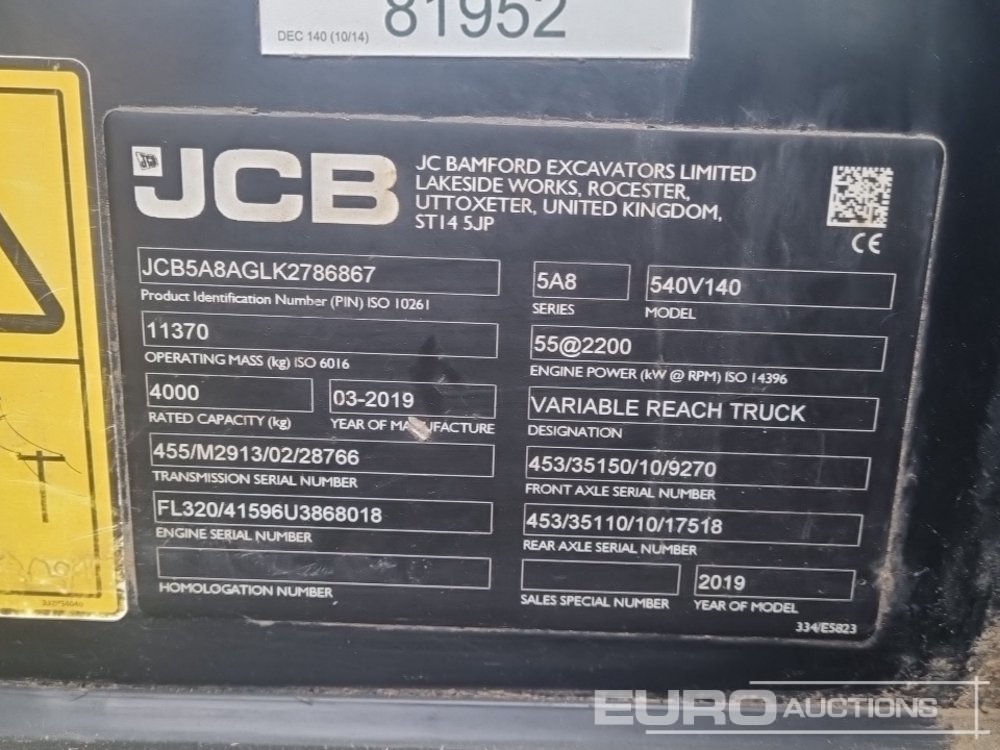 81952
DEC 140 (10/14)
JCB
JC BAMFORD EXCAVATORS LIMITED
LAKESIDE WORKS, ROCESTER,
UTTOXETER, UNITED KINGDOM,
ST14 5JP
CE
JCB5A8AGLK2786867
Product Identification Number (PIN) ISO 10261
5A8
SERIES
540V140
MODEL
11370
OPERATING MASS (kg) ISO 6016
55@2200
ENGINE POWER (kW @ RPM) ISO 14396
4000
RATED CAPACITY (kg)
03-2019
YEAR OF MANUFACTURE
VARIABLE REACH TRUCK
DESIGNATION
455/M2913/02/28766
TRANSMISSION SERIAL NUMBER
453/35150/10/9270
FRONT AXLE SERIAL NUMBER
FL320/41596U3868018
ENGINE SERIAL NUMBER
453/35110/10/17518
REAR AXLE SERIAL NUMBER
HOMOLOGATION NUMBER
SALES SPECIAL NUMBER
2019
YEAR OF MODEL
334/E5823
EURO AUCTIONS